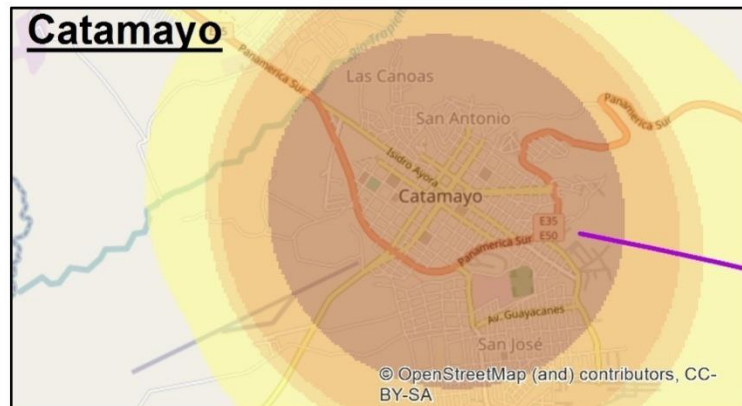 Catamayo
Panamerica Sur
Las Canoas
San Antonio
Panamerica Sur
Isidro Ayora
Catamayo
E35
E50
Panamerica Sur
Av. Guayacanes
San José
© OpenStreetMap (and) contributors, CC-
BY-SA